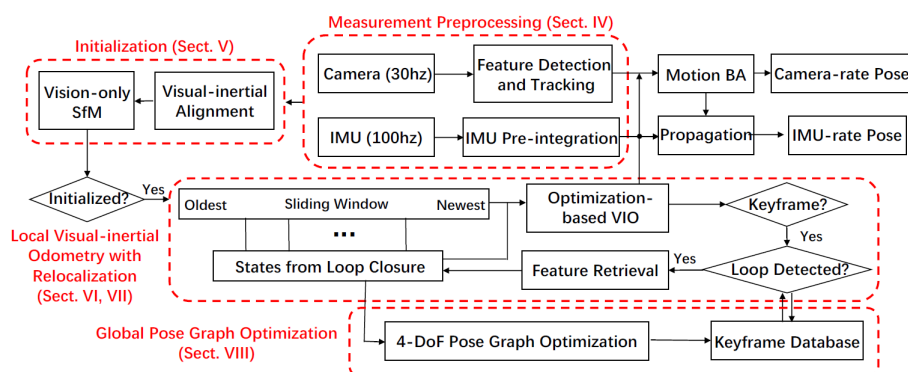 Measurement Preprocessing (Sect. IV)
Initialization (Sect. V)
Vision-only
SfM
Visual-inertial
Alignment
Camera (30hz)
Feature Detection
and Tracking
Motion BA
Camera-rate Pose
IMU (100hz)
IMU Pre-integration
Propagation
IMU-rate Pose
Initialized?
Yes
Oldest
Sliding Window
Newest
...
Optimization-
based VIO
Keyframe?
Yes
Local Visual-inertial
Odometry with
Relocalization
(Sect. VI, VII)
States from Loop Closure
Feature Retrieval
Yes
Loop Detected?
Global Pose Graph Optimization
(Sect. VIII)
4-DoF Pose Graph Optimization
Keyframe Database